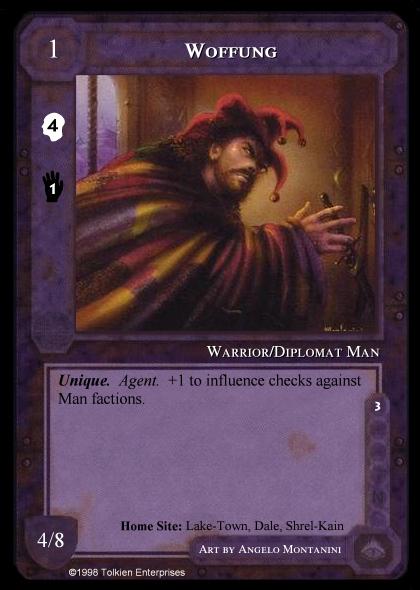 1
Woffung
4
1
Warrior/Diplomat Man
Unique. Agent. +1 to influence checks against
Man factions.
3
Home Site: Lake-Town, Dale, Shrel-Kain
4/8
Art by Angelo Montanini
©1998 Tolkien Enterprises